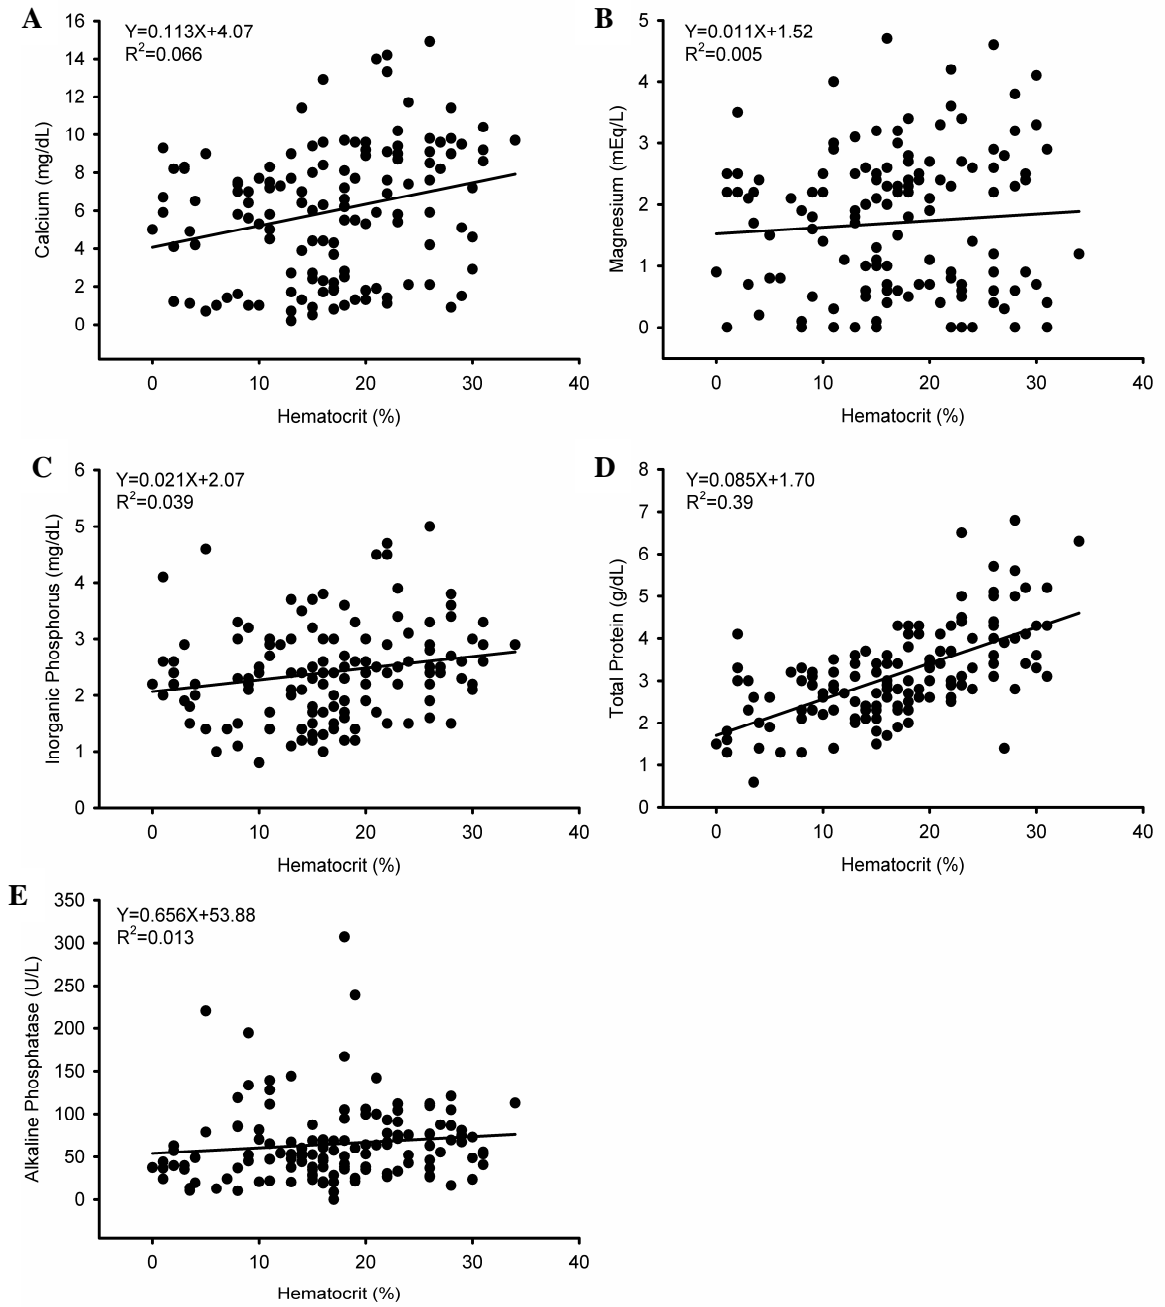 A
Y=0.113X+4.07
R²=0.066
16
14
12
10
8
6
4
2
0
Calcium (mg/dL)
0 10 20 30 40
Hematocrit (%)
B
Y=0.011X+1.52
R²=0.005
5
4
3
2
1
0
Magnesium (mEq/L)
0 10 20 30 40
Hematocrit (%)
C
Y=0.021X+2.07
R²=0.039
6
5
4
3
2
1
0
Inorganic Phosphorus (mg/dL)
0 10 20 30 40
Hematocrit (%)
D
Y=0.085X+1.70
R²=0.39
8
7
6
5
4
3
2
1
0
Total Protein (g/dL)
0 10 20 30 40
Hematocrit (%)
E
Y=0.656X+53.88
R²=0.013
350
300
250
200
150
100
50
0
Alkaline Phosphatase (U/L)
0 10 20 30 40
Hematocrit (%)